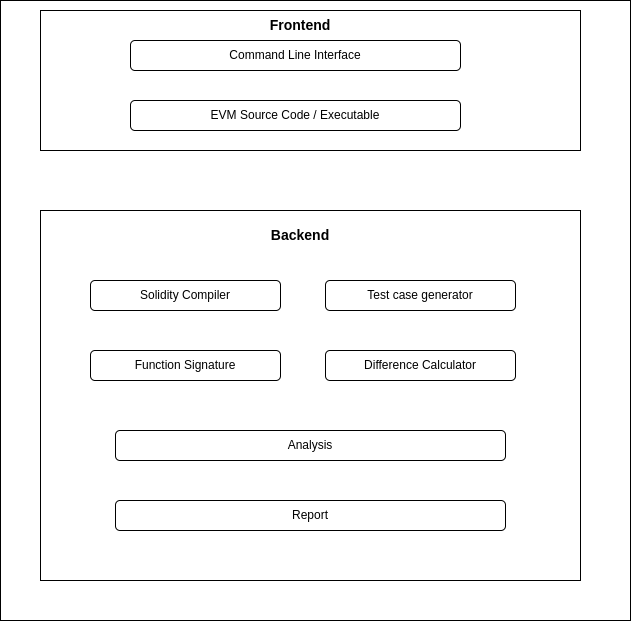 Frontend
Command Line Interface
EVM Source Code / Executable
Backend
Solidity Compiler
Test case generator
Function Signature
Difference Calculator
Analysis
Report